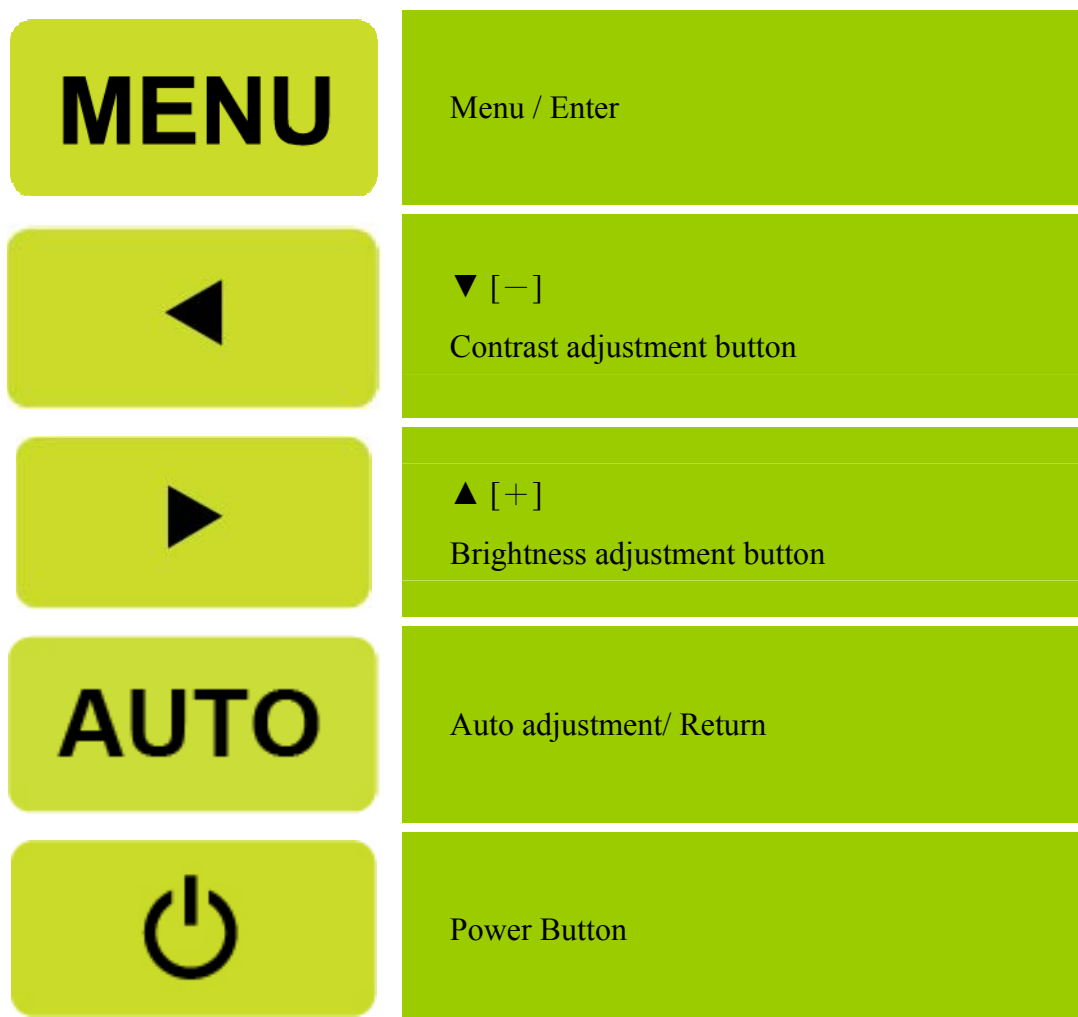 MENU
Menu / Enter
◀
▼ [－]
Contrast adjustment button
▶
▲ [＋]
Brightness adjustment button
AUTO
Auto adjustment/ Return
Power Button